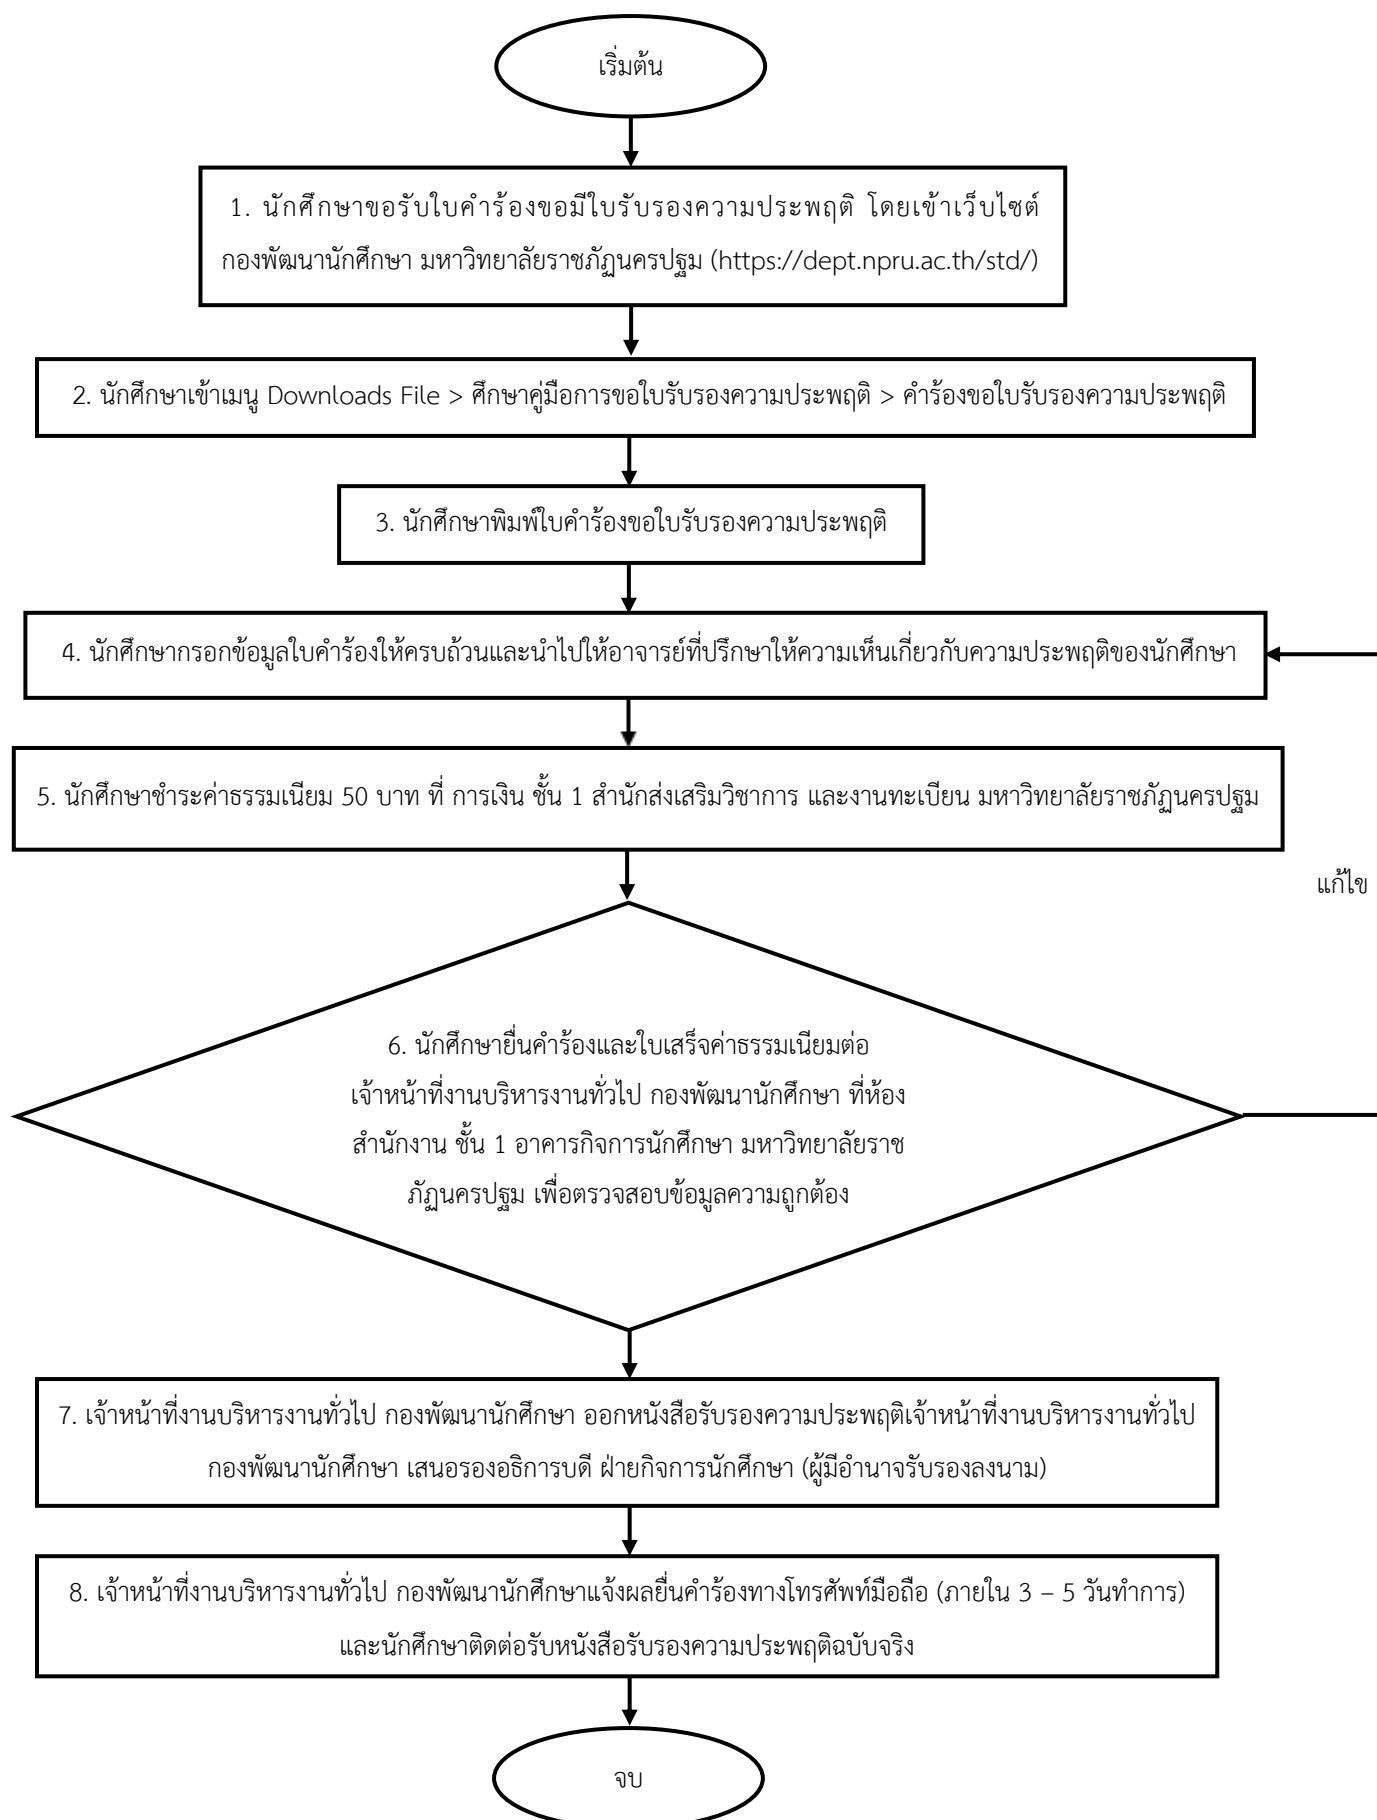 เริ่มต้น
1. นักศึกษาขอรับใบคำร้องขอมีใบรับรองความประพฤติ โดยเข้าเว็บไซต์
กองพัฒนานักศึกษา มหาวิทยาลัยราชภัฏนครปฐม (https://dept.npru.ac.th/std/)
2. นักศึกษาเข้าเมนู Downloads File > ศึกษาคู่มือการขอใบรับรองความประพฤติ > คำร้องขอใบรับรองความประพฤติ
3. นักศึกษาพิมพ์ใบคำร้องขอใบรับรองความประพฤติ
4. นักศึกษากรอกข้อมูลใบคำร้องให้ครบถ้วนและนำไปให้อาจารย์ที่ปรึกษาให้ความเห็นเกี่ยวกับความประพฤติของนักศึกษา
5. นักศึกษาชำระค่าธรรมเนียม 50 บาท ที่ การเงิน ชั้น 1 สำนักส่งเสริมวิชาการ และงานทะเบียน มหาวิทยาลัยราชภัฏนครปฐม
แก้ไข
6. นักศึกษายื่นคำร้องและใบเสร็จค่าธรรมเนียมต่อ
เจ้าหน้าที่งานบริหารงานทั่วไป กองพัฒนานักศึกษา ที่ห้อง
สำนักงาน ชั้น 1 อาคารกิจการนักศึกษา มหาวิทยาลัยราช
ภัฏนครปฐม เพื่อตรวจสอบข้อมูลความถูกต้อง
7. เจ้าหน้าที่งานบริหารงานทั่วไป กองพัฒนานักศึกษา ออกหนังสือรับรองความประพฤติเจ้าหน้าที่งานบริหารงานทั่วไป
กองพัฒนานักศึกษา เสนอรองอธิการบดี ฝ่ายกิจการนักศึกษา (ผู้มีอำนาจรับรองลงนาม)
8. เจ้าหน้าที่งานบริหารงานทั่วไป กองพัฒนานักศึกษาแจ้งผลยื่นคำร้องทางโทรศัพท์มือถือ (ภายใน 3 – 5 วันทำการ)
และนักศึกษาติดต่อรับหนังสือรับรองความประพฤติฉบับจริง
จบ